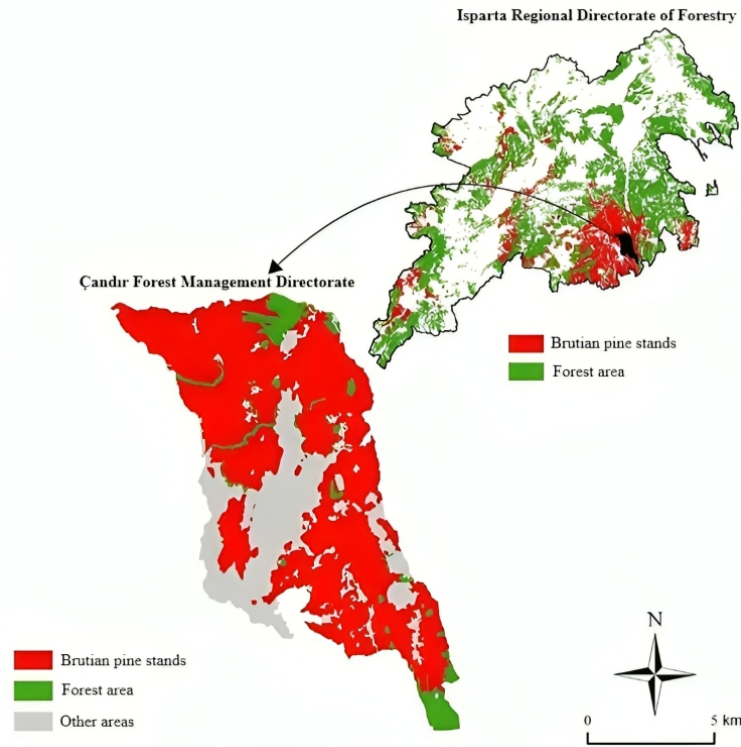 Isparta Regional Directorate of Forestry
Çandır Forest Management Directorate
Brutian pine stands
Forest area
Brutian pine stands
Forest area
Other areas
N
0 5 km